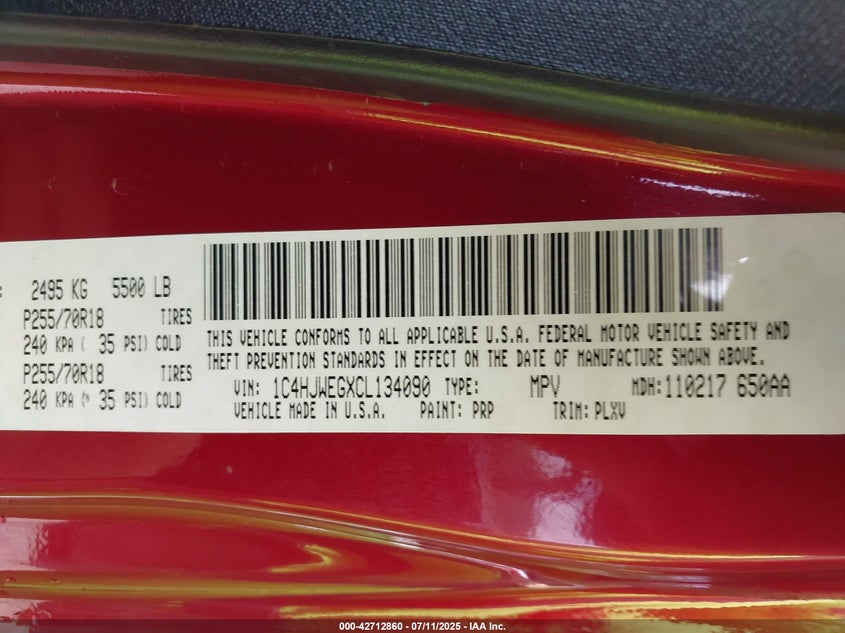 : 2495 KG 5500 LB
P255/70R18 TIRES
240 KPA ( 35 PSI) COLD
P255/70R18 TIRES
240 KPA ( 35 PSI) COLD
THIS VEHICLE CONFORMS TO ALL APPLICABLE U.S.A. FEDERAL MOTOR VEHICLE SAFETY AND
THEFT PREVENTION STANDARDS IN EFFECT ON THE DATE OF MANUFACTURE SHOWN ABOVE.
VIN: 1C4HJWEGXCL134090 TYPE: MPV MDH: 110217 650AA
VEHICLE MADE IN U.S.A. PAINT: PRP TRIM: PLXV
000-42712860 - 07/11/2025 - IAA Inc.